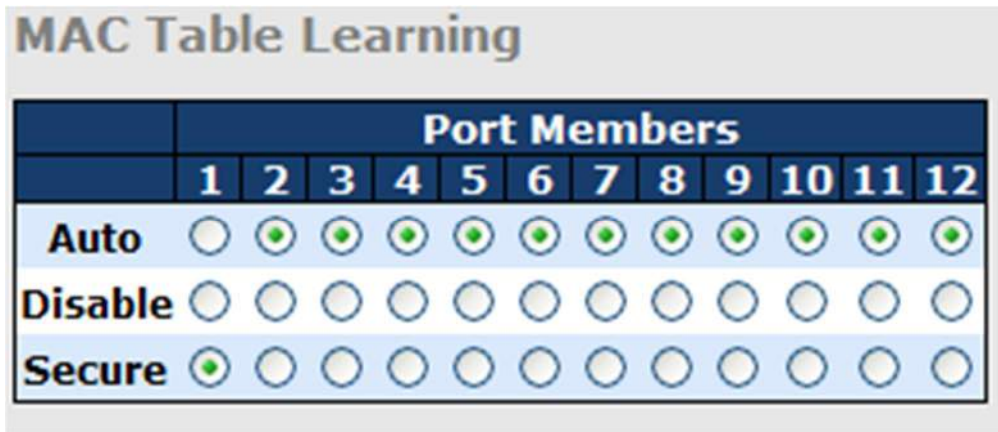 MAC Table Learning
Port Members
1 2 3 4 5 6 7 8 9 10 11 12
Auto
Disable
Secure